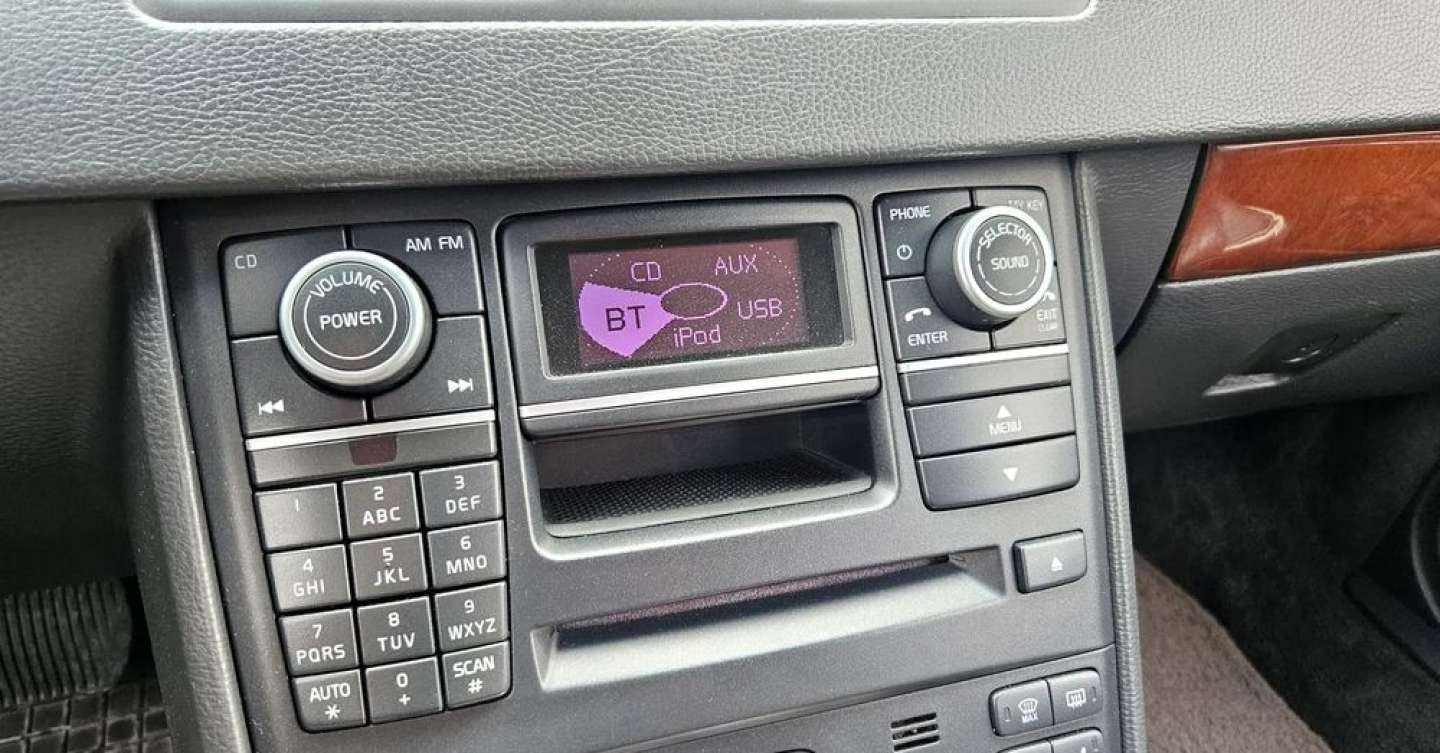 CD
AM FM
VOLUME
POWER
CD
AUX
BT
USB
iPod
PHONE
MY KEY
SELECTOR
SOUND
ENTER
EXIT
CLEAR
MENU
1
2
ABC
3
DEF
4
GHI
5
JKL
6
MNO
7
PQRS
8
TUV
9
WXYZ
AUTO
*
0
+
SCAN
#
MAX